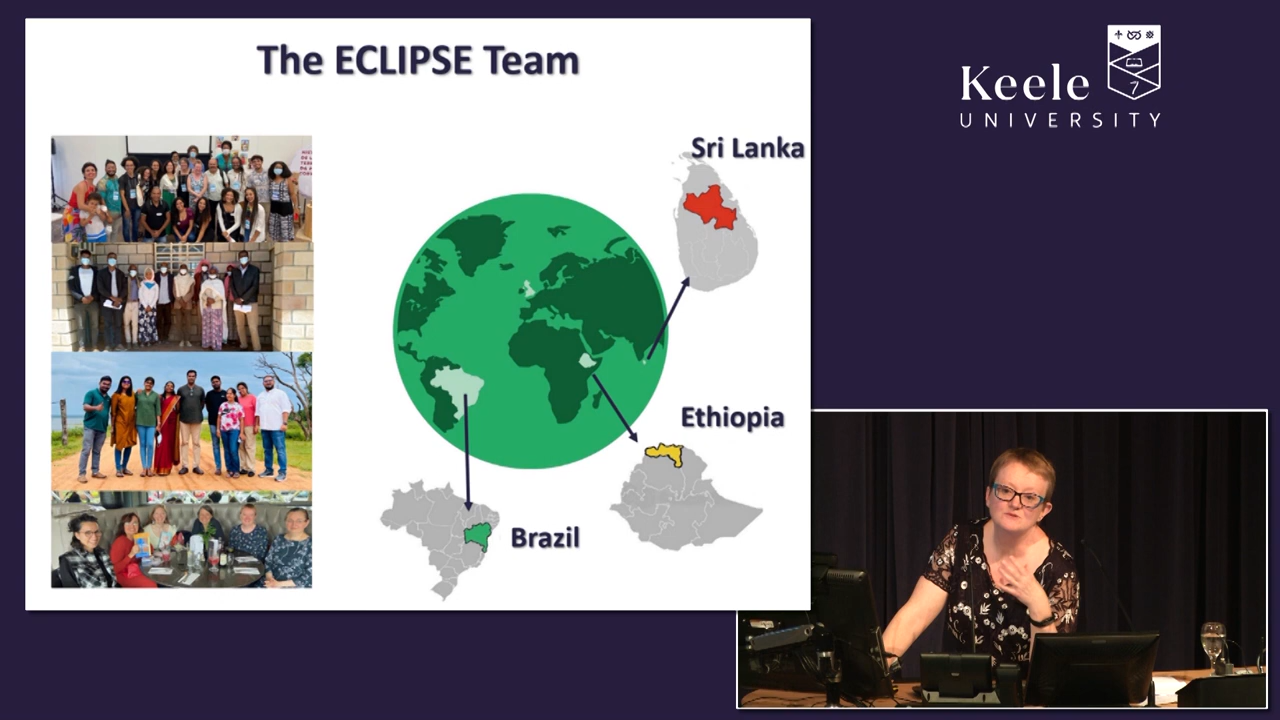 The ECLIPSE Team
Sri Lanka
Ethiopia
Brazil
Keele
UNIVERSITY